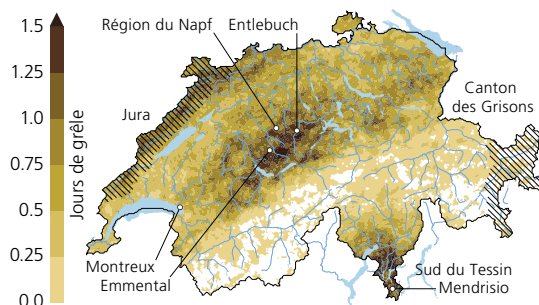 1.5
1.25
1.0
0.75
0.5
0.25
0.0
Jours de grêle
Région du Napf
Entlebuch
Jura
Canton
des Grisons
Montreux
Emmental
Sud du Tessin
Mendrisio